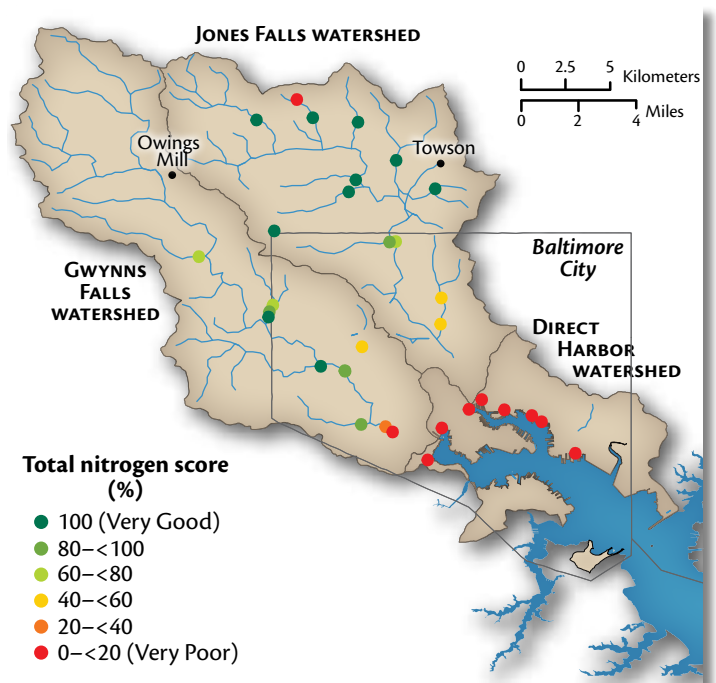 JONES FALLS WATERSHED
0 2.5 5 Kilometers
0 2 4 Miles
Owings
Mill
Towson
Baltimore
City
GWYNNS
FALLS
WATERSHED
DIRECT
HARBOR
WATERSHED
Total nitrogen score
(%)
100 (Very Good)
80–<100
60–<80
40–<60
20–<40
0–<20 (Very Poor)